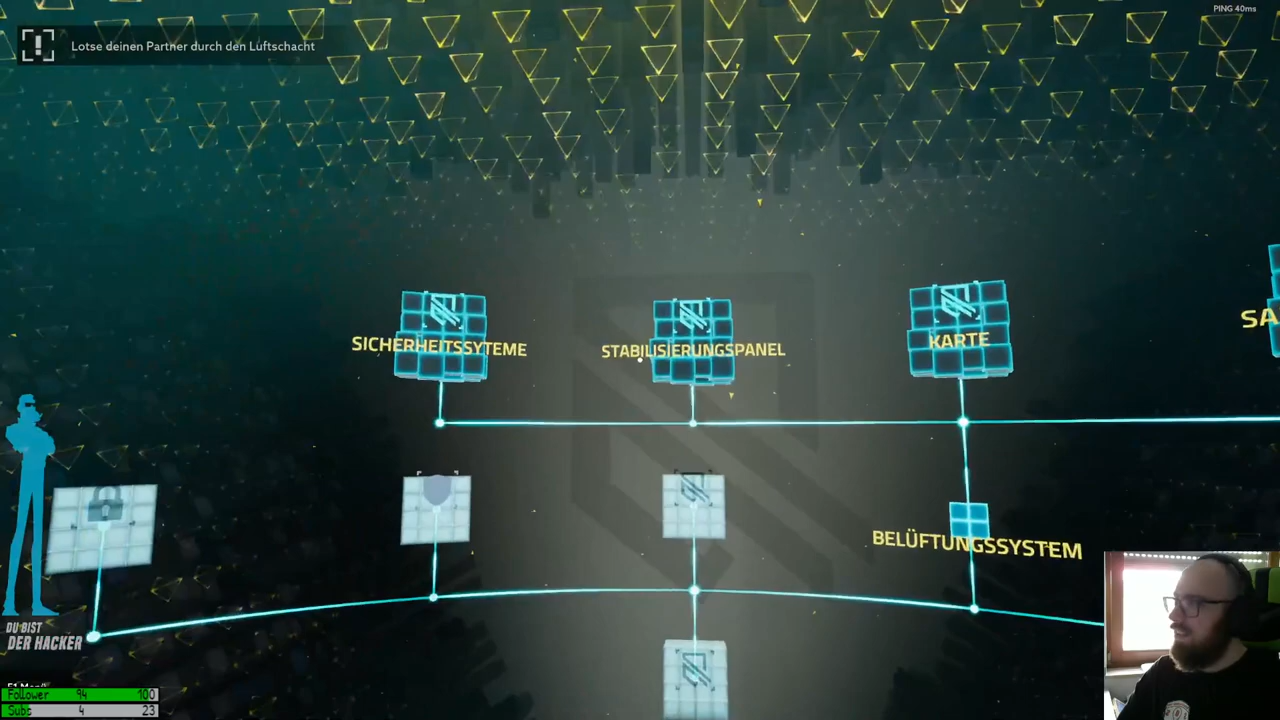 PING 40ms
Lotse deinen Partner durch den Luftschacht
SA
SICHERHEITSSYTEME
STABILISIERUNGSPANEL
KARTE
BELÜFTUNGSSYSTEM
DU BIST
DER HACKER
Follower 94 100
Subs 4 23